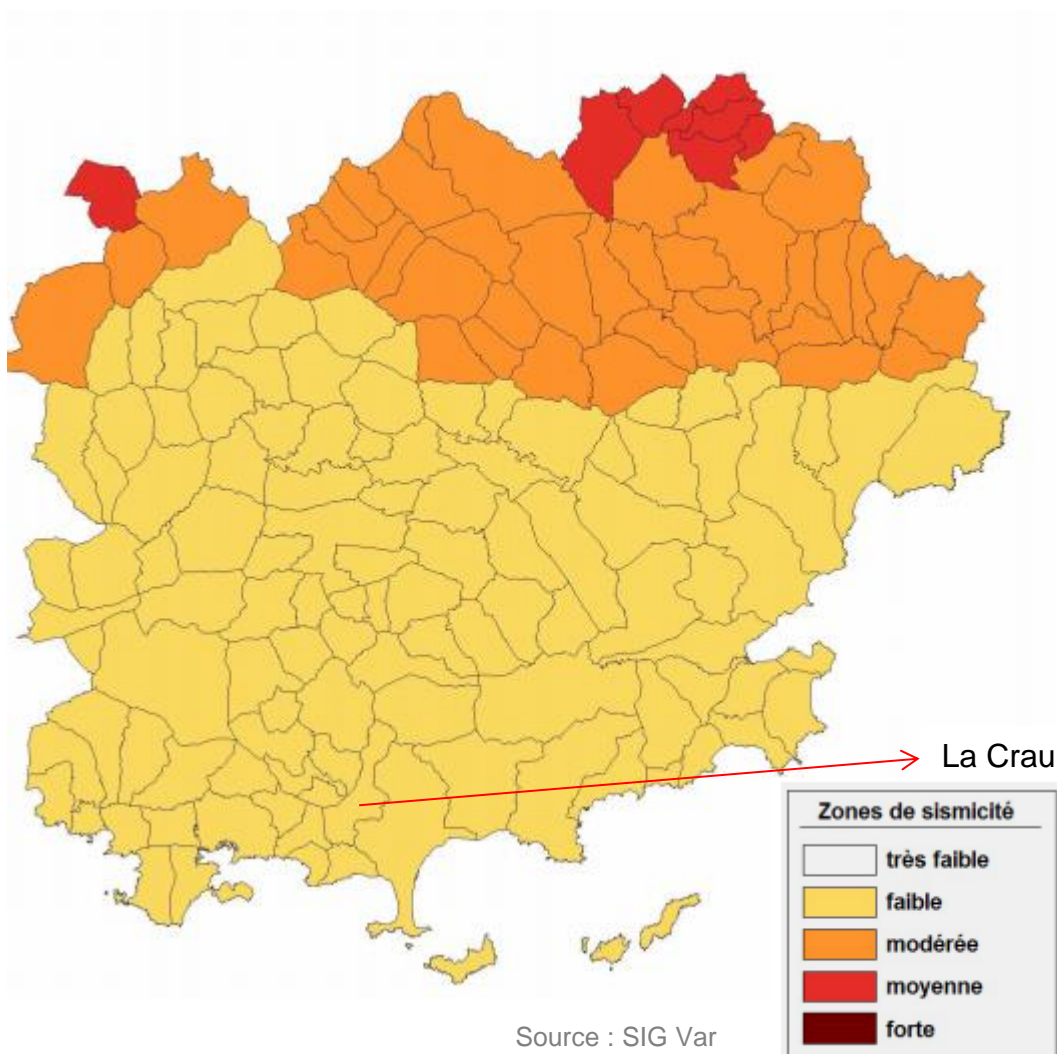 La Crau
Zones de sismicité
très faible
faible
modérée
moyenne
forte
Source : SIG Var